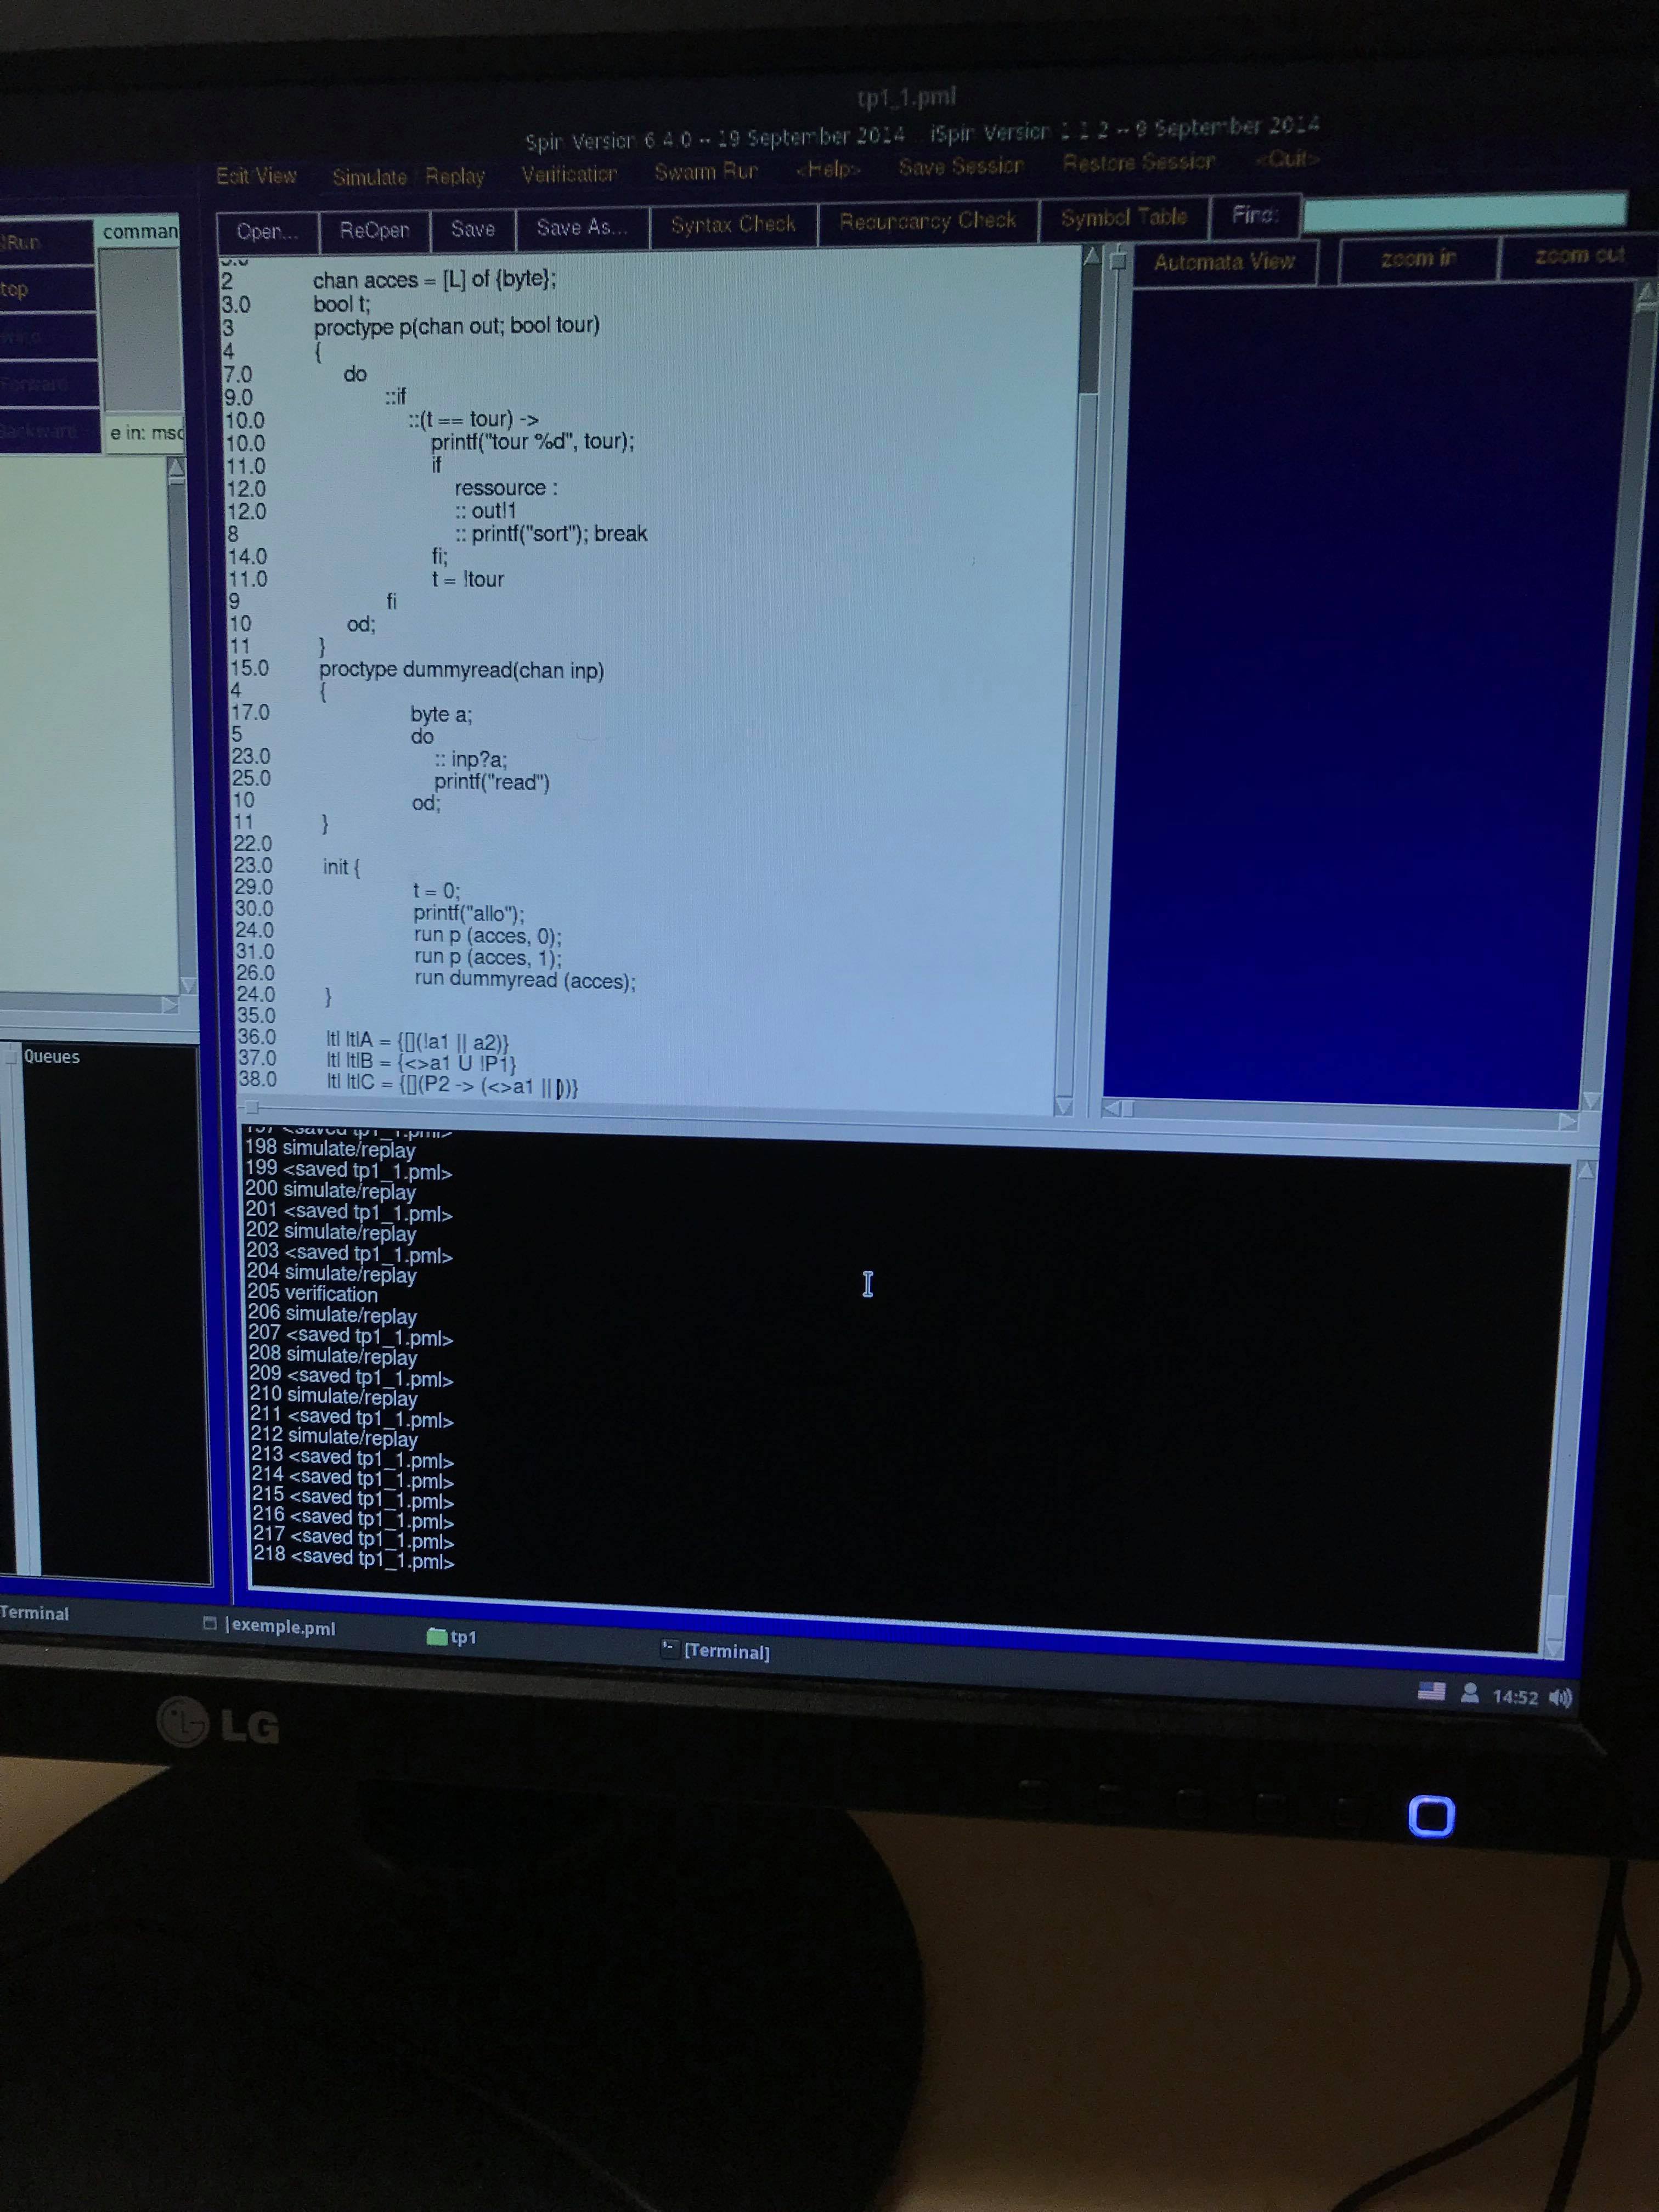 tp1_1.pml
Spin Version 6.4.0 -- 19 September 2014 iSpin Version 1.1.2 -- 9 September 2014
Edit/View Simulate / Replay Verification Swarm Run <Help> Save Session Restore Session <Quit>
Open... ReOpen Save Save As... Syntax Check Redundancy Check Symbol Table Find:
Automata View zoom in zoom out
Run
comman
top
Forward
Backward
e in: msc
2 chan acces = [L] of {byte};
3.0 bool t;
3 proctype p(chan out; bool tour)
4 {
7.0 do
9.0 ::if
10.0 ::(t == tour) ->
10.0 printf("tour %d", tour);
11.0 if
12.0 ressource :
12.0 :: out!1
8 :: printf("sort"); break
14.0 fi;
11.0 t = !tour
9 fi
10 od;
11 }
15.0 proctype dummyread(chan inp)
4 {
17.0 byte a;
5 do
23.0 :: inp?a;
25.0 printf("read")
10 od;
11 }
22.0
23.0 init {
29.0 t = 0;
30.0 printf("allo");
24.0 run p (acces, 0);
31.0 run p (acces, 1);
26.0 run dummyread (acces);
24.0 }
35.0
36.0 ltl ltlA = {[](!a1 || a2)}
37.0 ltl ltlB = {<>a1 U !P1}
38.0 ltl ltlC = {[](P2 -> (<>a1 || ))}
Queues
197 <saved tp1_1.pml>
198 simulate/replay
199 <saved tp1_1.pml>
200 simulate/replay
201 <saved tp1_1.pml>
202 simulate/replay
203 <saved tp1_1.pml>
204 simulate/replay
205 verification
206 simulate/replay
207 <saved tp1_1.pml>
208 simulate/replay
209 <saved tp1_1.pml>
210 simulate/replay
211 <saved tp1_1.pml>
212 simulate/replay
213 <saved tp1_1.pml>
214 <saved tp1_1.pml>
215 <saved tp1_1.pml>
216 <saved tp1_1.pml>
217 <saved tp1_1.pml>
218 <saved tp1_1.pml>
Terminal |exemple.pml tp1 [Terminal]
14:52
LG